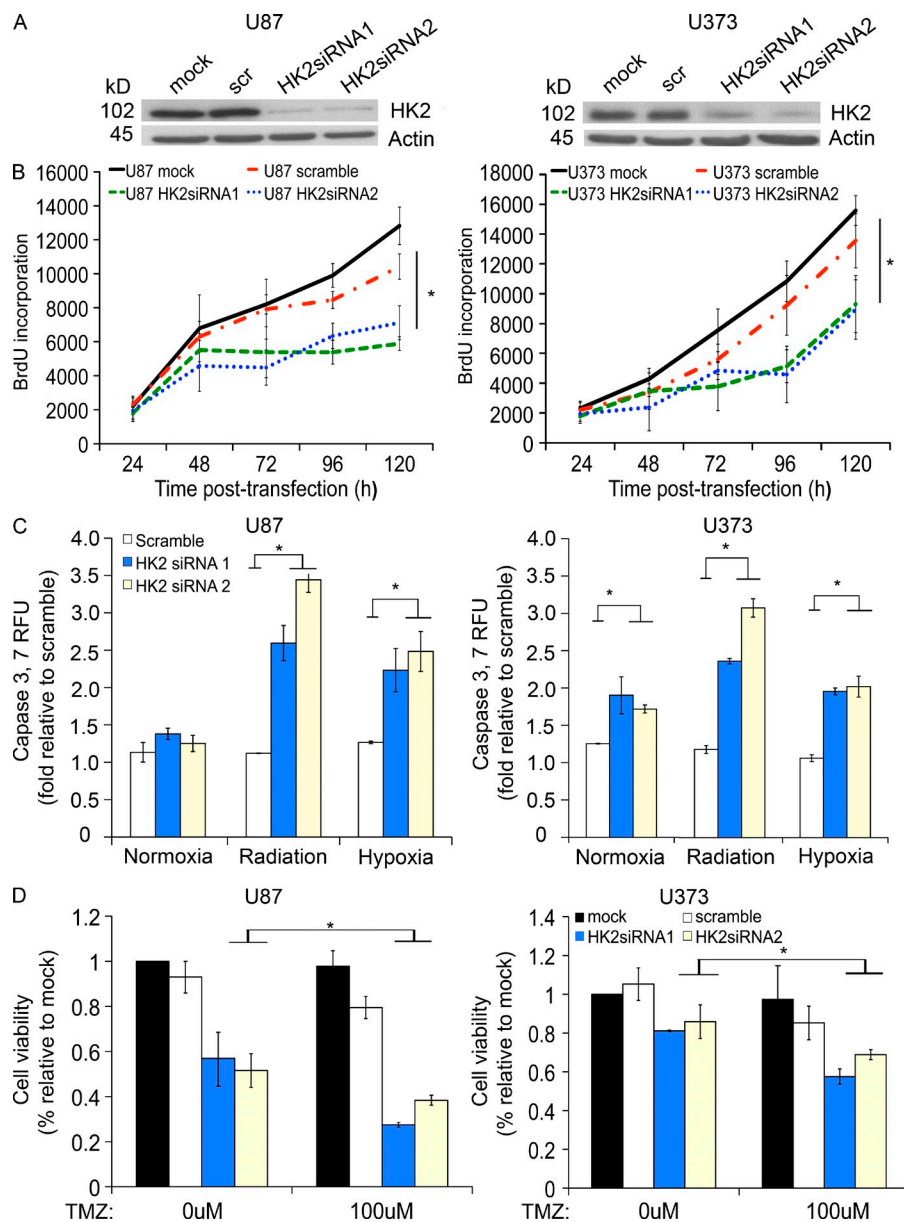 A
U87
U373
kD
mock
scr
HK2siRNA1
HK2siRNA2
kD
mock
scr
HK2siRNA1
HK2siRNA2
102
HK2
102
HK2
45
Actin
45
Actin
B
U87 mock
U87 scramble
U87 HK2siRNA1
U87 HK2siRNA2
BrdU incorporation
16000
14000
12000
10000
8000
6000
4000
2000
0
*
24
48
72
96
120
Time post-transfection (h)
U373 mock
U373 scramble
U373 HK2siRNA1
U373 HK2siRNA2
BrdU incorporation
18000
16000
14000
12000
10000
8000
6000
4000
2000
0
*
24
48
72
96
120
Time post-transfection (h)
C
U87
Scramble
HK2 siRNA 1
HK2 siRNA 2
Capase 3, 7 RFU
(fold relative to scramble)
4.0
3.5
3.0
2.5
2.0
1.5
1.0
0.5
0
*
*
Normoxia
Radiation
Hypoxia
U373
Caspase 3, 7 RFU
(fold relative to scramble)
4.0
3.5
3.0
2.5
2.0
1.5
1.0
0.5
0
*
*
*
Normoxia
Radiation
Hypoxia
D
U87
Cell viability
(% relative to mock)
1.2
1
0.8
0.6
0.4
0.2
0
*
TMZ:
0uM
100uM
U373
mock
scramble
HK2siRNA1
HK2siRNA2
Cell viability
(% relative to mock)
1.4
1.2
1
0.8
0.6
0.4
0.2
0
*
TMZ:
0uM
100uM